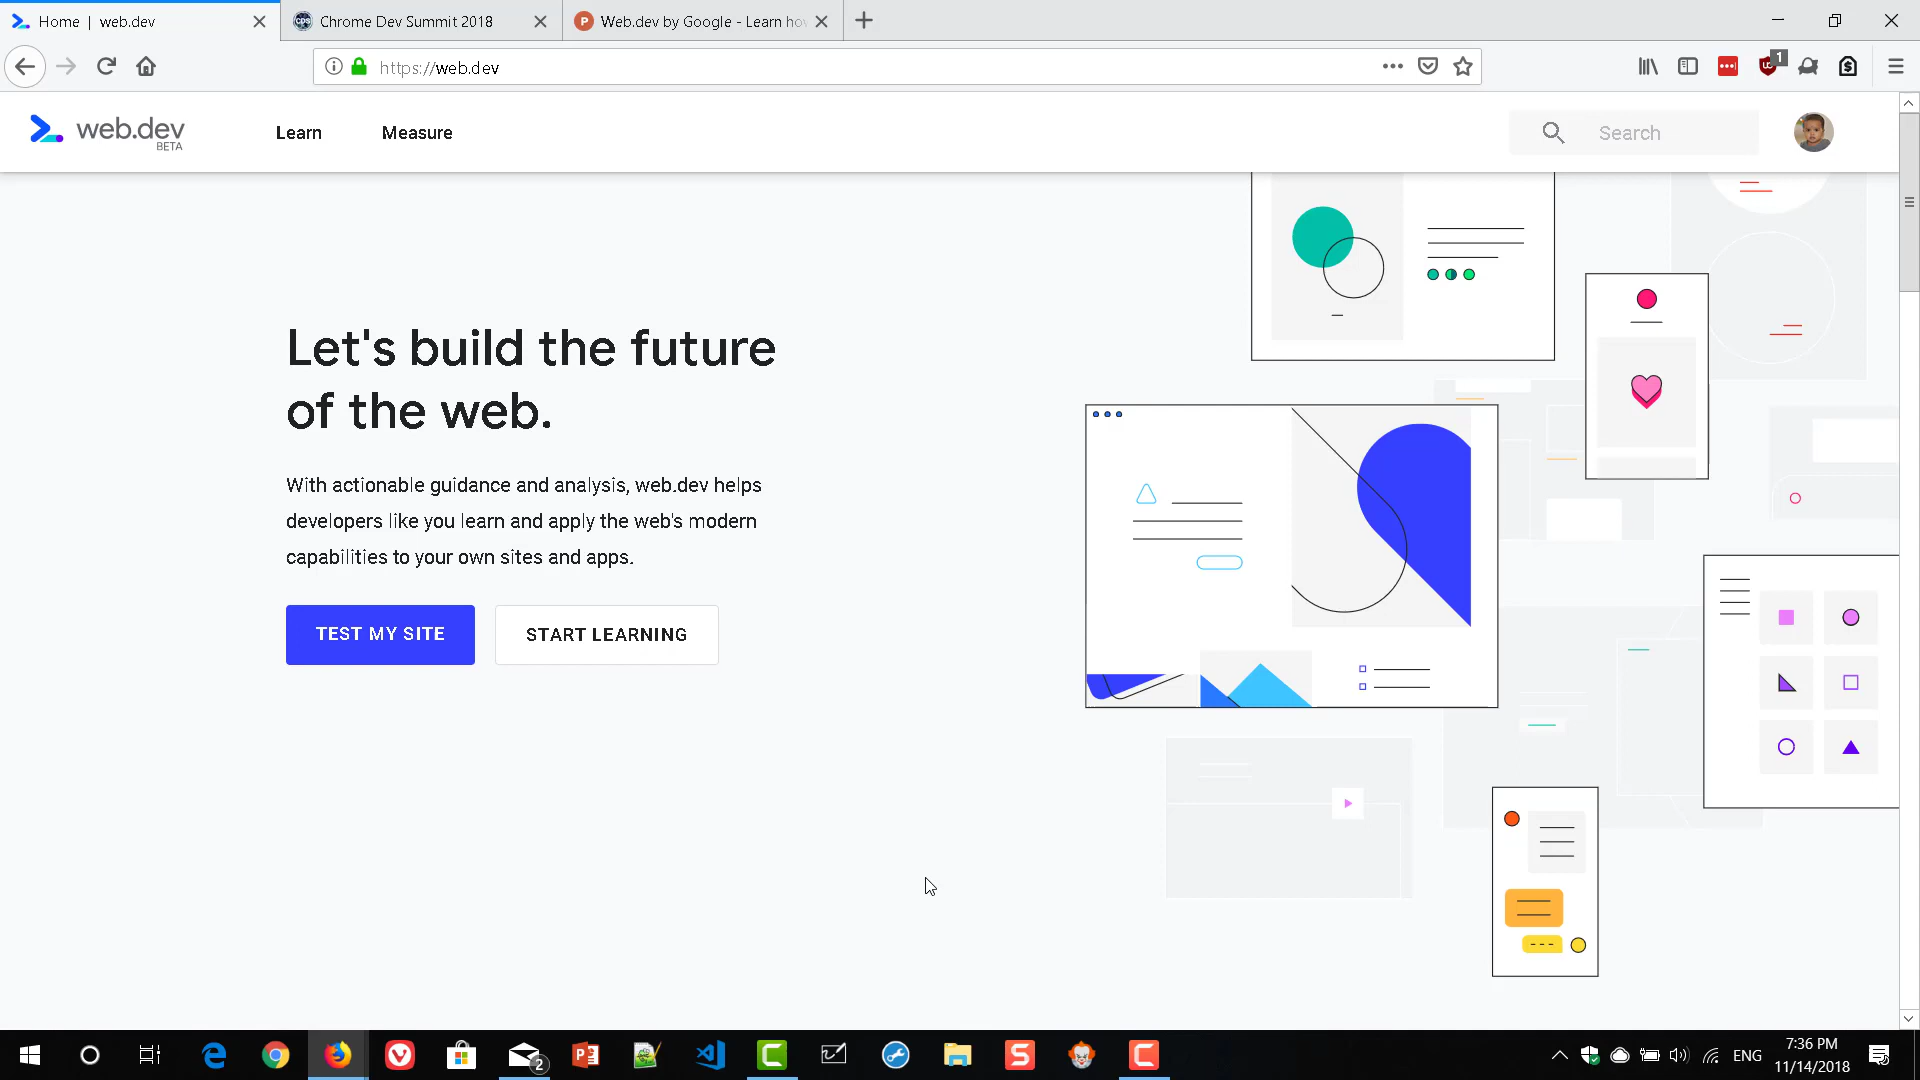 Home | web.dev
Chrome Dev Summit 2018
Web.dev by Google - Learn how
https://web.dev
1
web.dev
BETA
Learn
Measure
Search
Let's build the future
of the web.
With actionable guidance and analysis, web.dev helps
developers like you learn and apply the web's modern
capabilities to your own sites and apps.
TEST MY SITE
START LEARNING
2
ENG
7:36 PM
11/14/2018